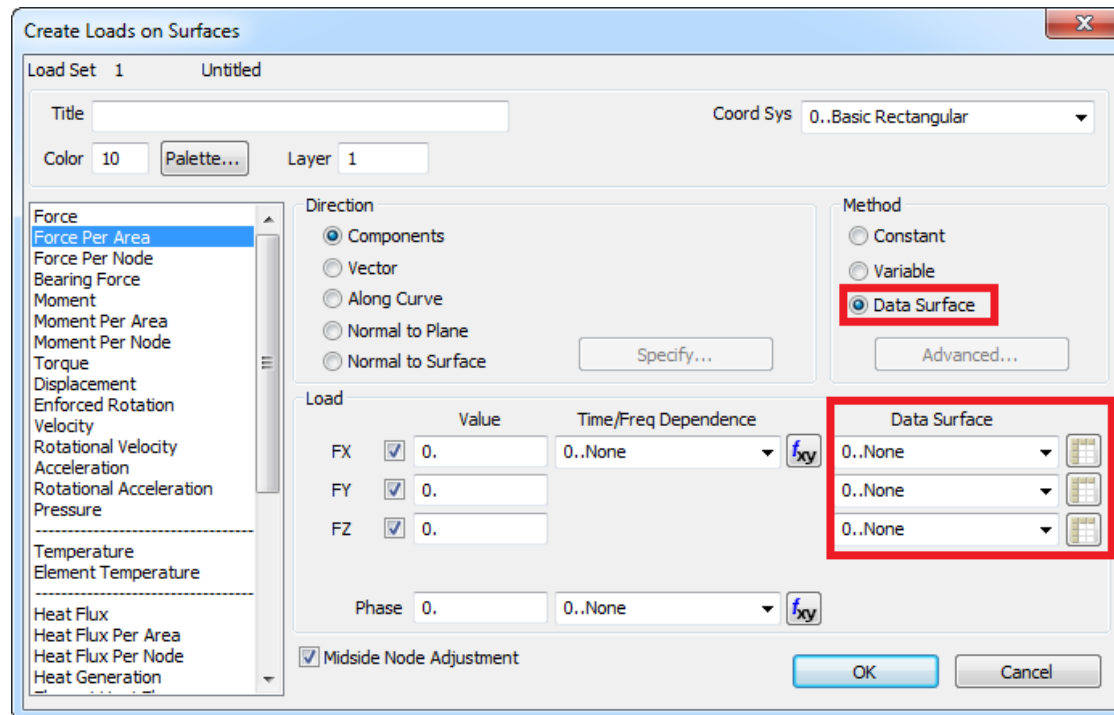 Create Loads on Surfaces
Load Set 1 Untitled
Title
Coord Sys 0..Basic Rectangular
Color 10 Palette... Layer 1
Force
Force Per Area
Force Per Node
Bearing Force
Moment
Moment Per Area
Moment Per Node
Torque
Displacement
Enforced Rotation
Velocity
Rotational Velocity
Acceleration
Rotational Acceleration
Pressure
Temperature
Element Temperature
Heat Flux
Heat Flux Per Area
Heat Flux Per Node
Heat Generation
Direction
Components
Vector
Along Curve
Normal to Plane
Normal to Surface
Specify...
Method
Constant
Variable
Data Surface
Advanced...
Load
Value Time/Freq Dependence Data Surface
FX 0. 0..None fxy 0..None
FY 0. 0..None
FZ 0. 0..None
Phase 0. 0..None fxy
Midside Node Adjustment
OK Cancel